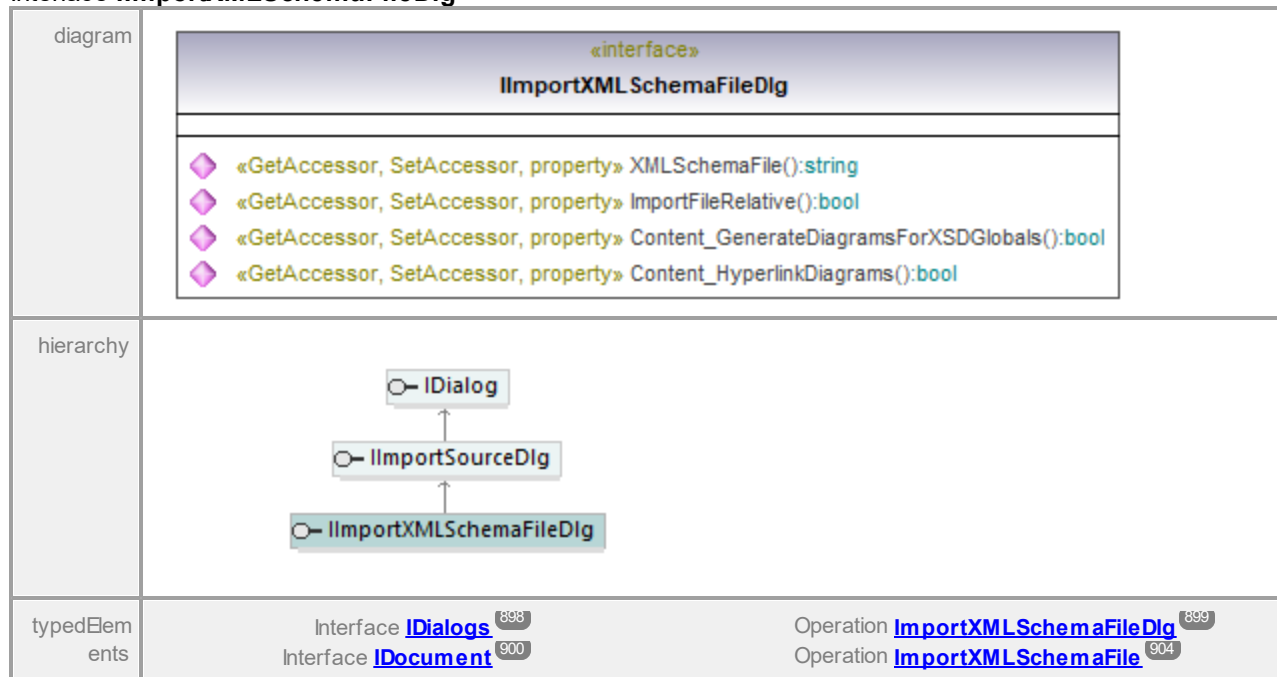 Interface IImportXMLSchemaFileDlg
diagram
«interface»
IImportXMLSchemaFileDlg
«GetAccessor, SetAccessor, property» XMLSchemaFile():string
«GetAccessor, SetAccessor, property» ImportFileRelative():bool
«GetAccessor, SetAccessor, property» Content_GenerateDiagramsForXSDGlobals():bool
«GetAccessor, SetAccessor, property» Content_HyperlinkDiagrams():bool
hierarchy
IDialog
IImportSourceDlg
IImportXMLSchemaFileDlg
typedElem
ents
Interface IDialogs 898 Operation ImportXMLSchemaFileDlg 899
Interface IDocument 900 Operation ImportXMLSchemaFile 904